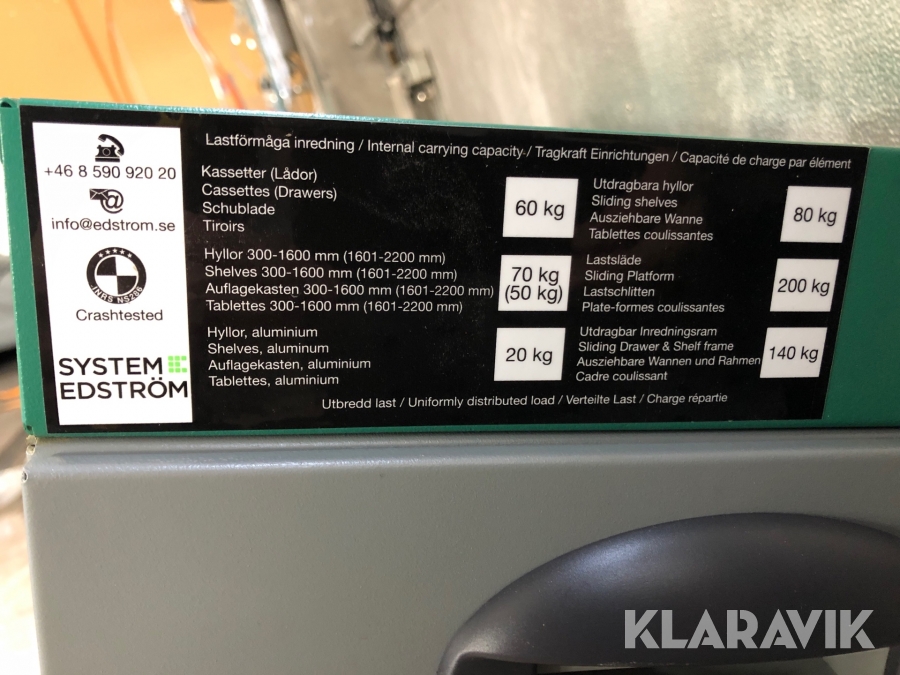 +46 8 590 920 20
info@edstrom.se
INRS NS286
Crashtested
SYSTEM
EDSTRÖM
Lastförmåga inredning / Internal carrying capacity / Tragkraft Einrichtungen / Capacité de charge par élément
Kassetter (Lådor)
Cassettes (Drawers)
Schublade
Tiroirs
60 kg
Hyllor 300-1600 mm (1601-2200 mm)
Shelves 300-1600 mm (1601-2200 mm)
Auflagekasten 300-1600 mm (1601-2200 mm)
Tablettes 300-1600 mm (1601-2200 mm)
70 kg
(50 kg)
Hyllor, aluminium
Shelves, aluminum
Auflagekasten, aluminium
Tablettes, aluminium
20 kg
Utdragbara hyllor
Sliding shelves
Ausziehbare Wanne
Tablettes coulissantes
80 kg
Lastsläde
Sliding Platform
Lastschlitten
Plate-formes coulissantes
200 kg
Utdragbar Inredningsram
Sliding Drawer & Shelf frame
Ausziehbare Wannen und Rahmen
Cadre coulissant
140 kg
Utbredd last / Uniformly distributed load / Verteilte Last / Charge répartie
KLARAVIK